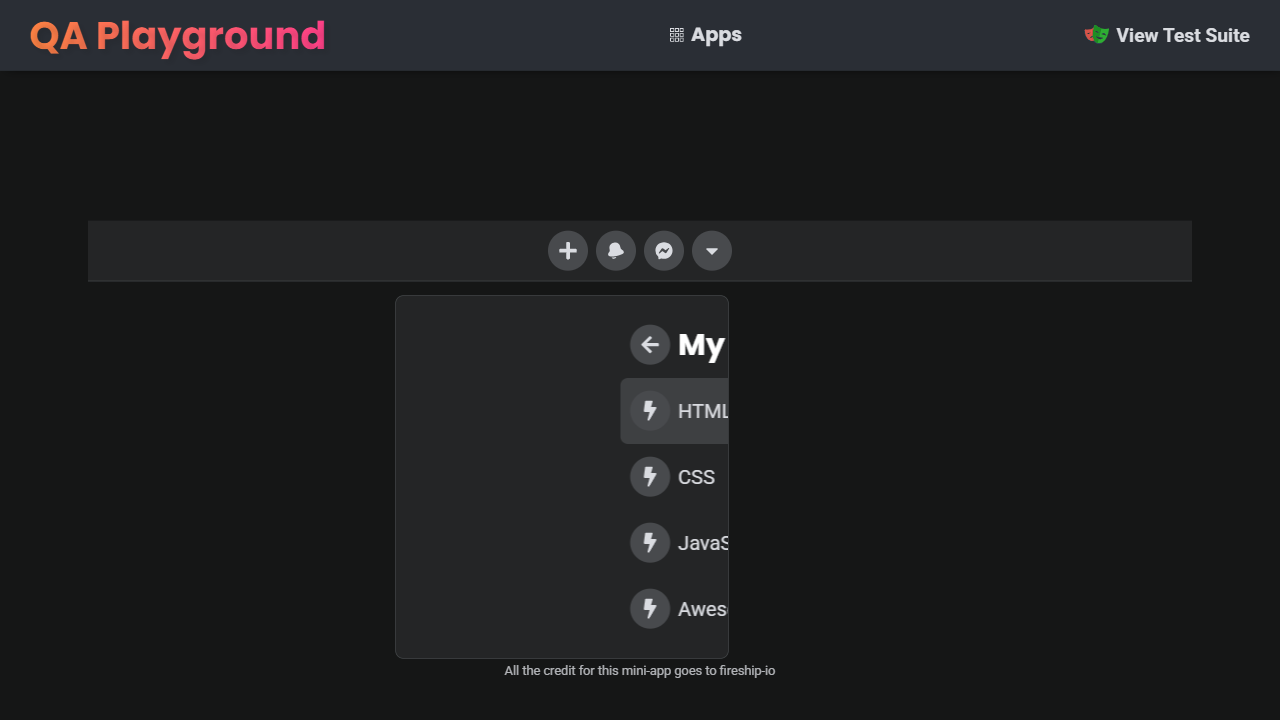 QA Playground
Apps
View Test Suite
My
HTML
CSS
JavaS
Awes
All the credit for this mini-app goes to fireship-io